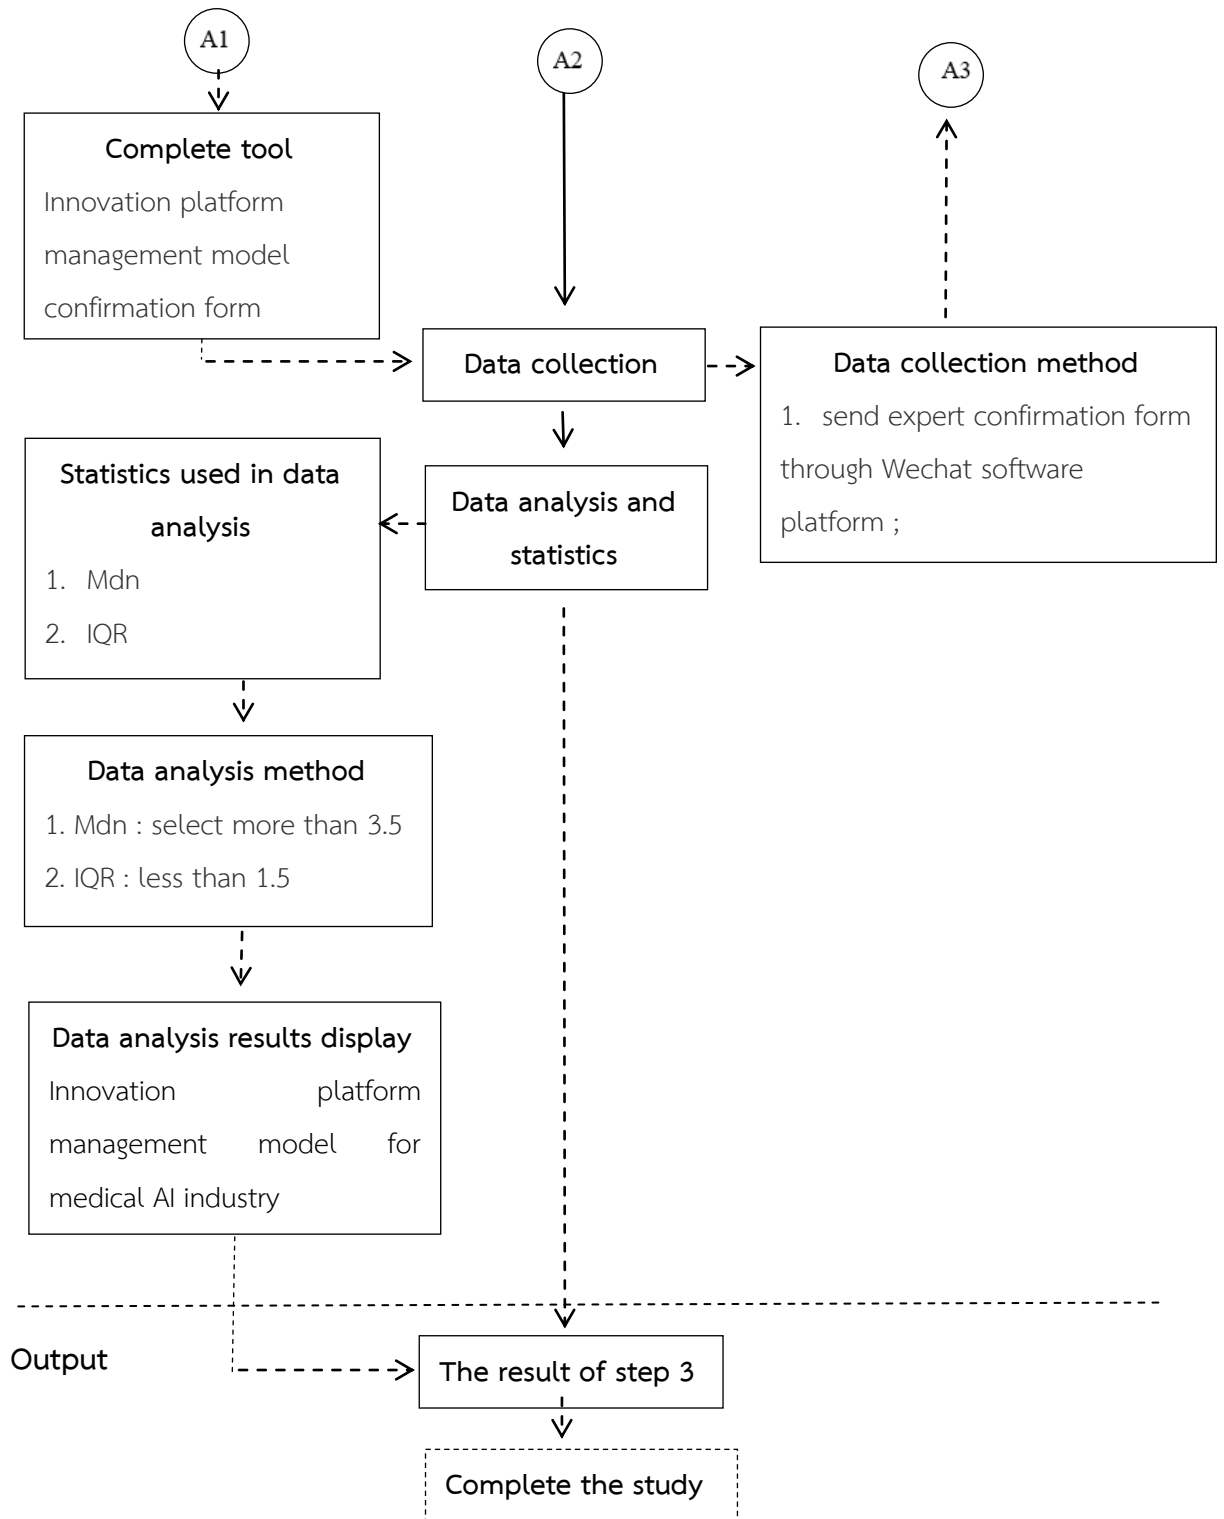 A1
A2
A3
Complete tool
Innovation platform
management model
confirmation form
Data collection
Data collection method
1. send expert confirmation form
through Wechat software
platform ;
Statistics used in data
analysis
1. Mdn
2. IQR
Data analysis and
statistics
Data analysis method
1. Mdn : select more than 3.5
2. IQR : less than 1.5
Data analysis results display
Innovation platform
management model for
medical AI industry
Output
The result of step 3
Complete the study